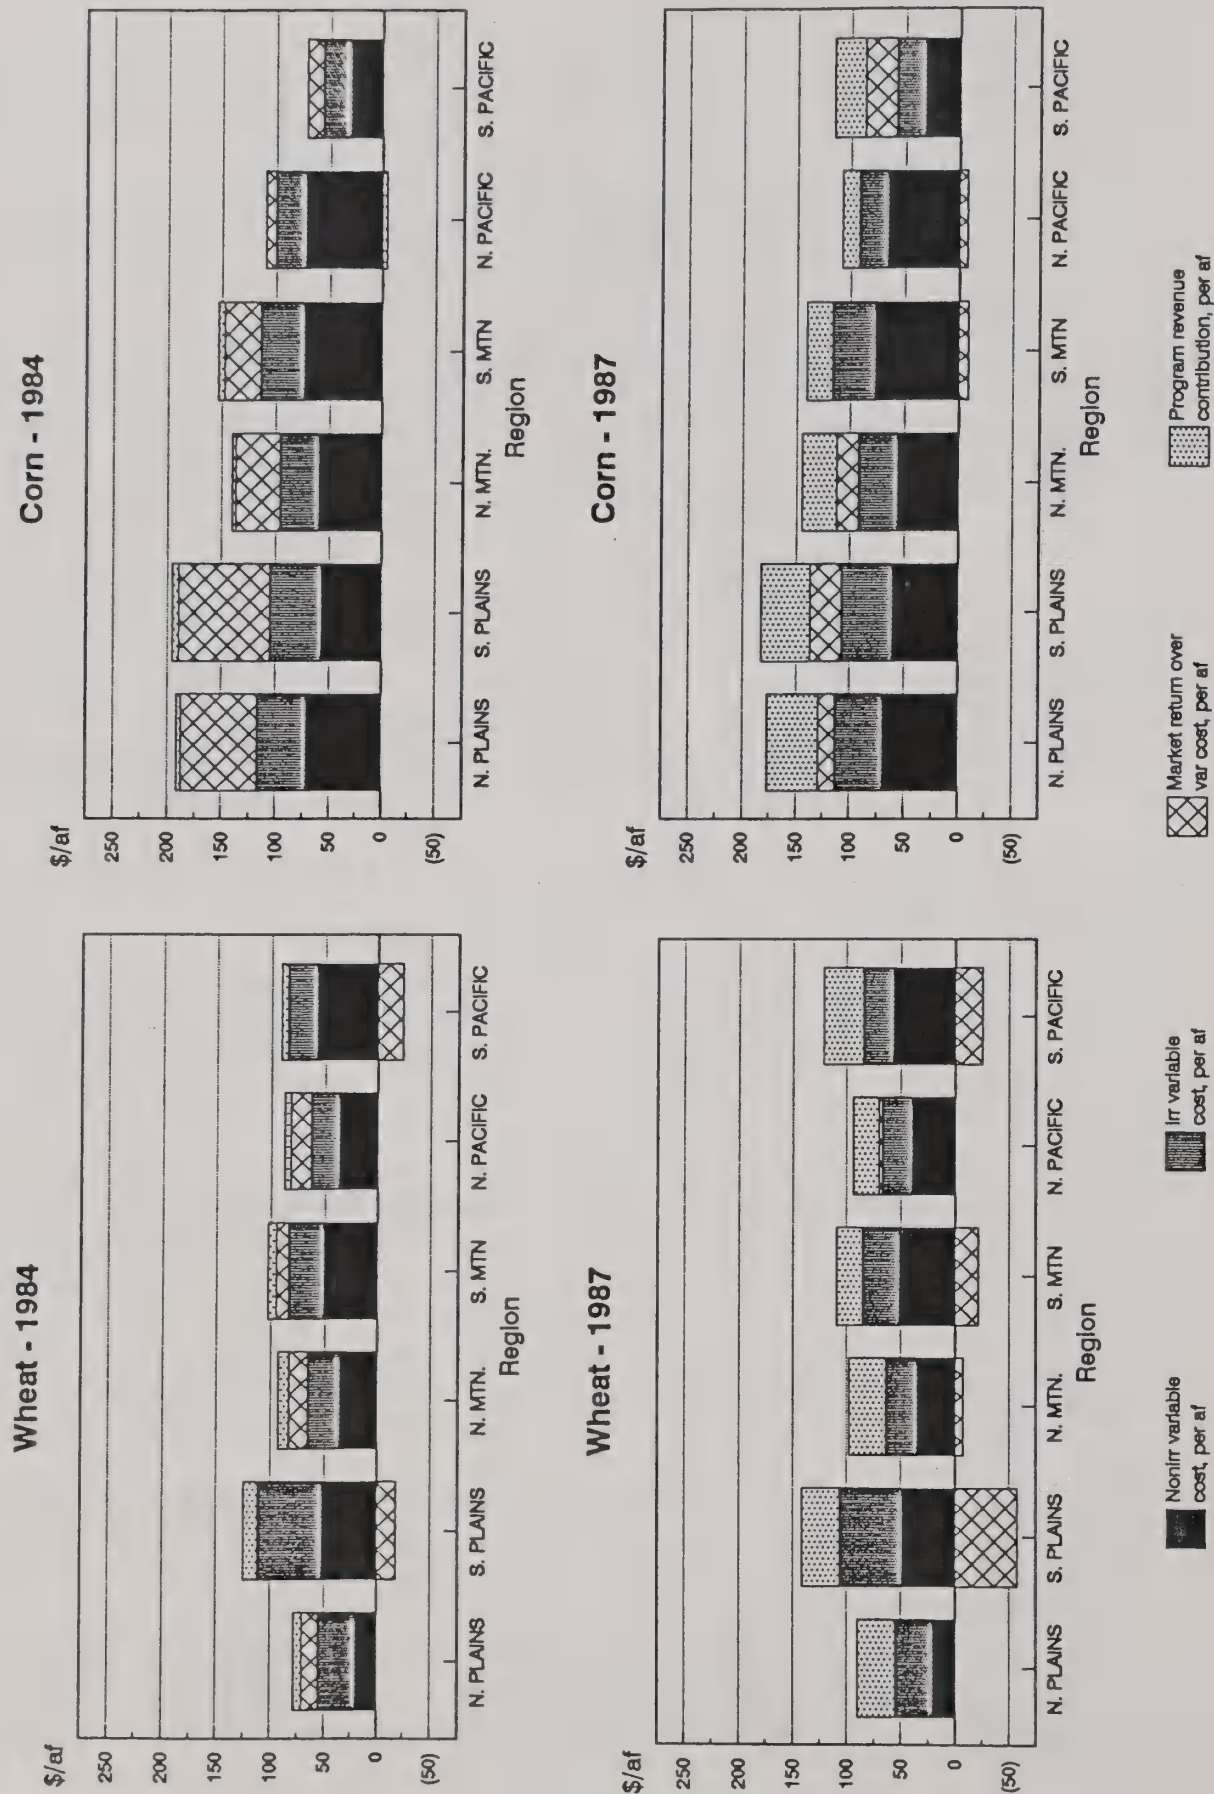 Wheat - 1984
$/af
250
200
150
100
50
0
(50)
N. PLAINS S. PLAINS N. MTN. S. MTN N. PACIFIC S. PACIFIC
Region
Corn - 1984
$/af
250
200
150
100
50
0
(50)
N. PLAINS S. PLAINS N. MTN. S. MTN N. PACIFIC S. PACIFIC
Region
Wheat - 1987
$/af
250
200
150
100
50
0
(50)
N. PLAINS S. PLAINS N. MTN. S. MTN N. PACIFIC S. PACIFIC
Region
Corn - 1987
$/af
250
200
150
100
50
0
(50)
N. PLAINS S. PLAINS N. MTN. S. MTN N. PACIFIC S. PACIFIC
Region
Nonirr variable
cost, per af
Irr variable
cost, per af
Market return over
var cost, per af
Program revenue
contribution, per af